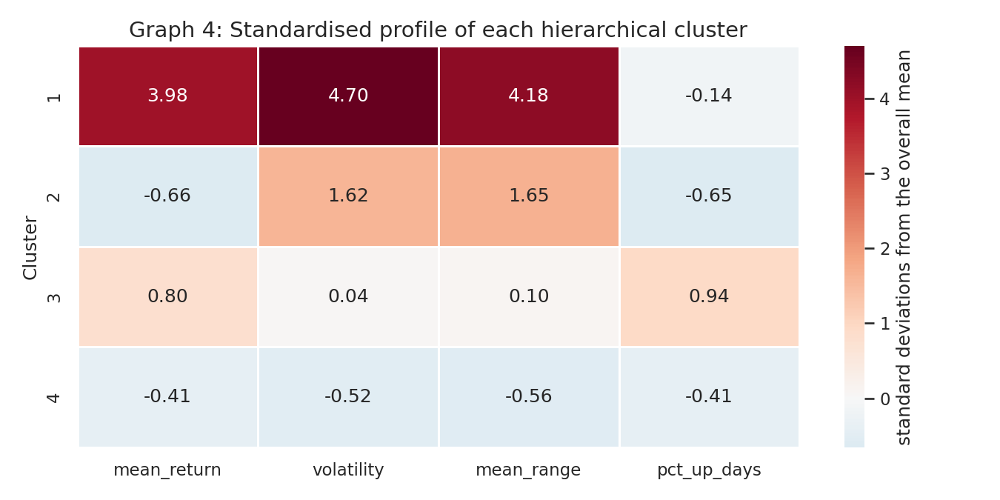 Graph 4: Standardised profile of each hierarchical cluster
1 3.98 4.70 4.18 -0.14
2 -0.66 1.62 1.65 -0.65
3 0.80 0.04 0.10 0.94
4 -0.41 -0.52 -0.56 -0.41
Cluster
mean_return volatility mean_range pct_up_days
4
3
2
1
0
standard deviations from the overall mean